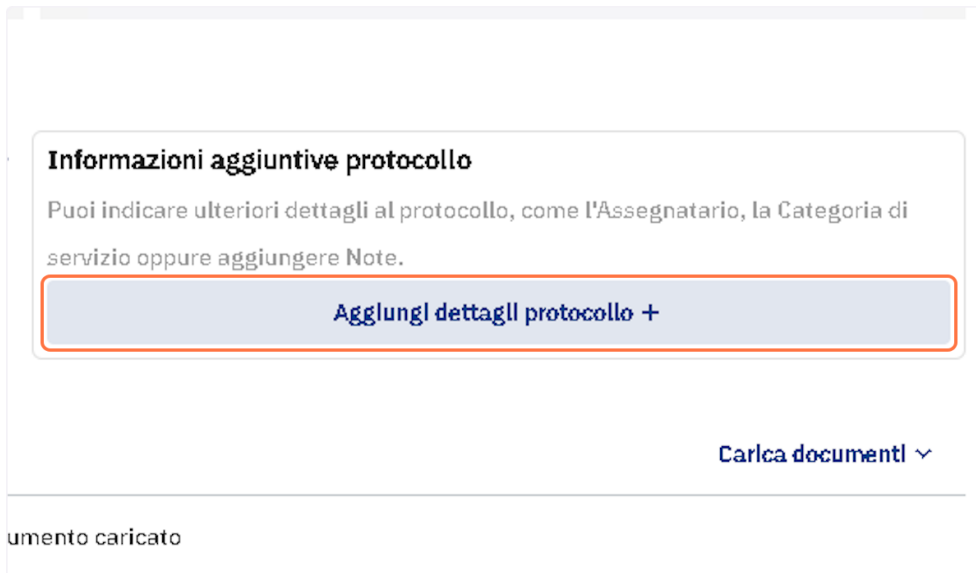 Informazioni aggiuntive protocollo
Puoi indicare ulteriori dettagli al protocollo, come l'Assegnatario, la Categoria di
servizio oppure aggiungere Note.
Aggiungi dettagli protocollo +
Carica documenti
umento caricato